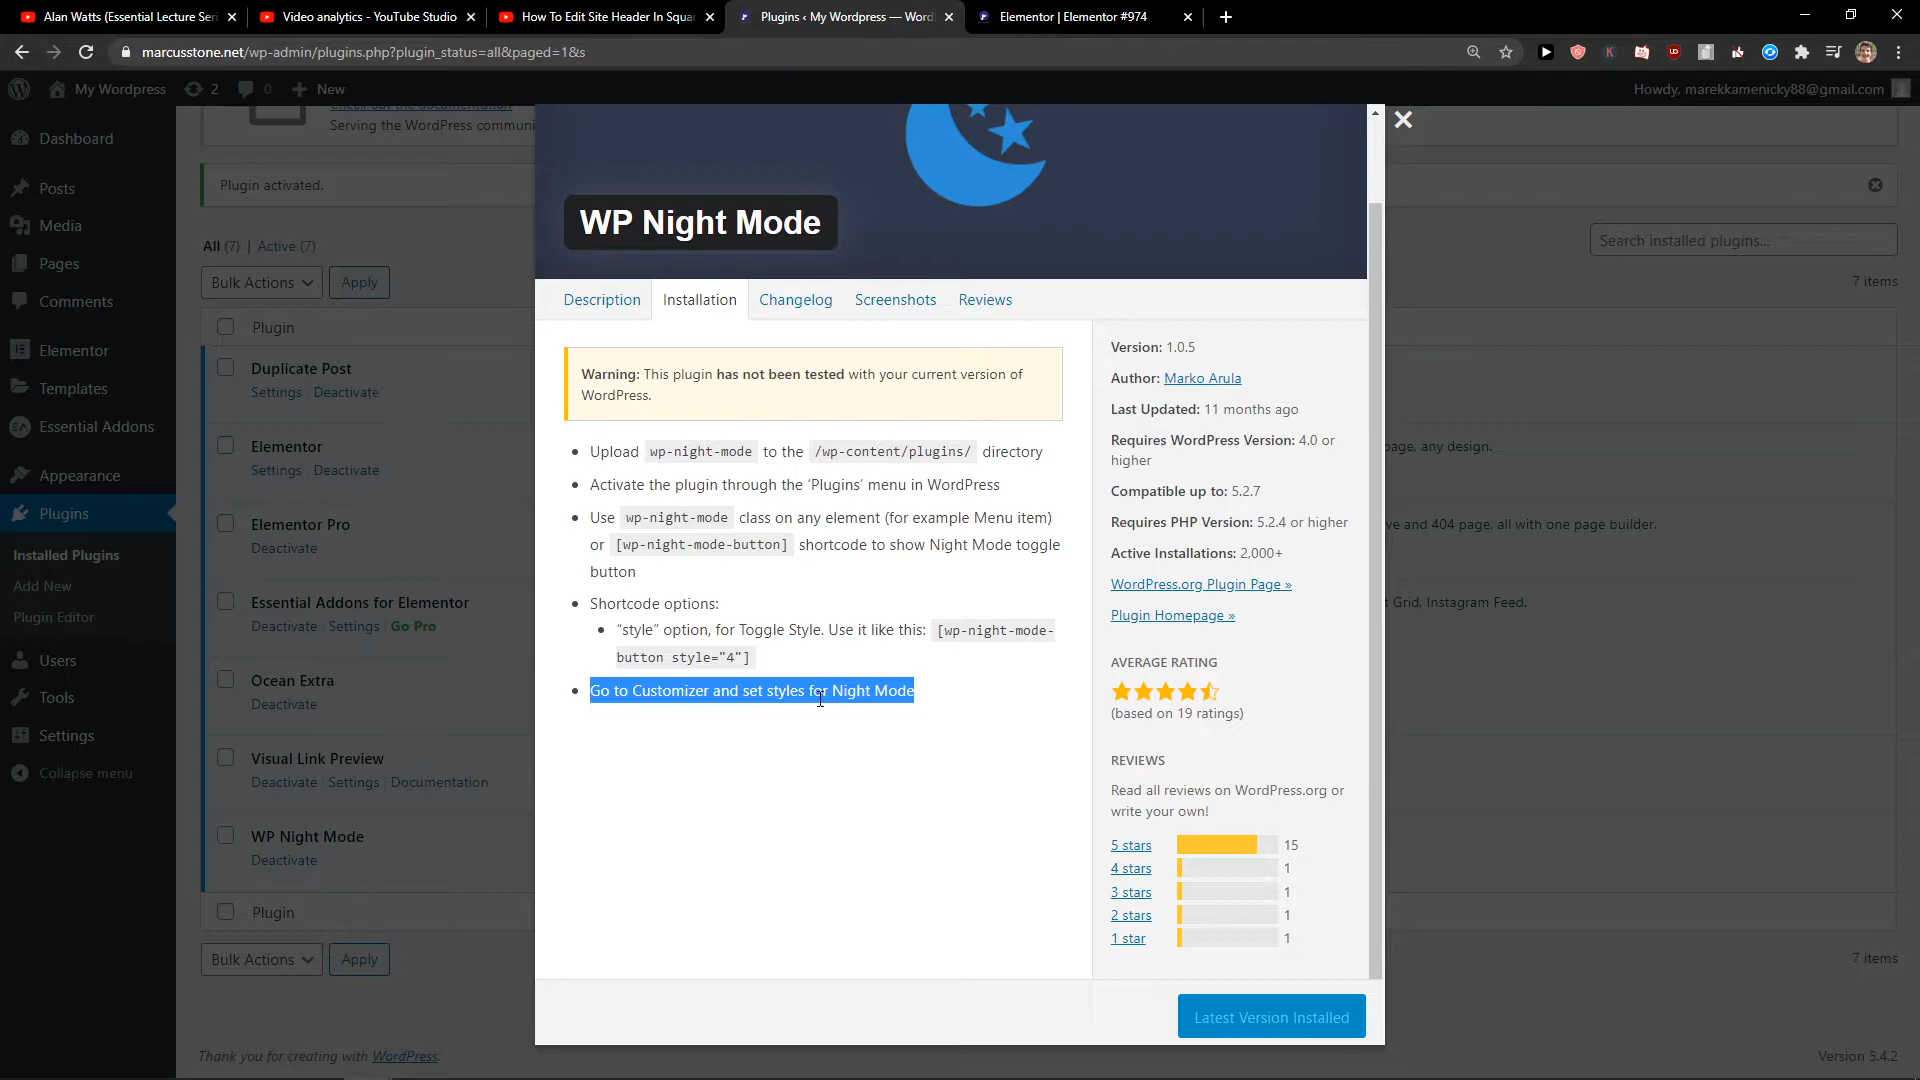 Alan Watts (Essential Lecture Seri
Video analytics - YouTube Studio
How To Edit Site Header In Squar
Plugins ‹ My Wordpress — Word
Elementor | Elementor #974
marcusstone.net/wp-admin/plugins.php?plugin_status=all&paged=1&s
My Wordpress
2
0
New
Howdy, marekkamenicky88@gmail.com
Dashboard
Posts
Media
Pages
Comments
Elementor
Templates
Essential Addons
Appearance
Plugins
Installed Plugins
Add New
Plugin Editor
Users
Tools
Settings
Collapse menu
Check out the documentation
Serving the WordPress communi
Plugin activated.
All (7) | Active (7)
Search installed plugins...
Bulk Actions
Apply
7 items
Plugin
Duplicate Post
Settings | Deactivate
Elementor
Settings | Deactivate
page, any design.
Elementor Pro
Deactivate
ve and 404 page, all with one page builder.
Essential Addons for Elementor
Deactivate | Settings | Go Pro
t Grid, Instagram Feed.
Ocean Extra
Deactivate
Visual Link Preview
Deactivate | Settings | Documentation
WP Night Mode
Deactivate
Plugin
Bulk Actions
Apply
7 items
Thank you for creating with WordPress.
Version 5.4.2
WP Night Mode
Description
Installation
Changelog
Screenshots
Reviews
Warning: This plugin has not been tested with your current version of
WordPress.
Upload wp-night-mode to the /wp-content/plugins/ directory
Activate the plugin through the ‘Plugins’ menu in WordPress
Use wp-night-mode class on any element (for example Menu item)
or [wp-night-mode-button] shortcode to show Night Mode toggle
button
Shortcode options:
“style” option, for Toggle Style. Use it like this: [wp-night-mode-
button style="4"]
Go to Customizer and set styles for Night Mode
Version: 1.0.5
Author: Marko Arula
Last Updated: 11 months ago
Requires WordPress Version: 4.0 or
higher
Compatible up to: 5.2.7
Requires PHP Version: 5.2.4 or higher
Active Installations: 2,000+
WordPress.org Plugin Page »
Plugin Homepage »
AVERAGE RATING
(based on 19 ratings)
REVIEWS
Read all reviews on WordPress.org or
write your own!
5 stars 15
4 stars 1
3 stars 1
2 stars 1
1 star 1
Latest Version Installed